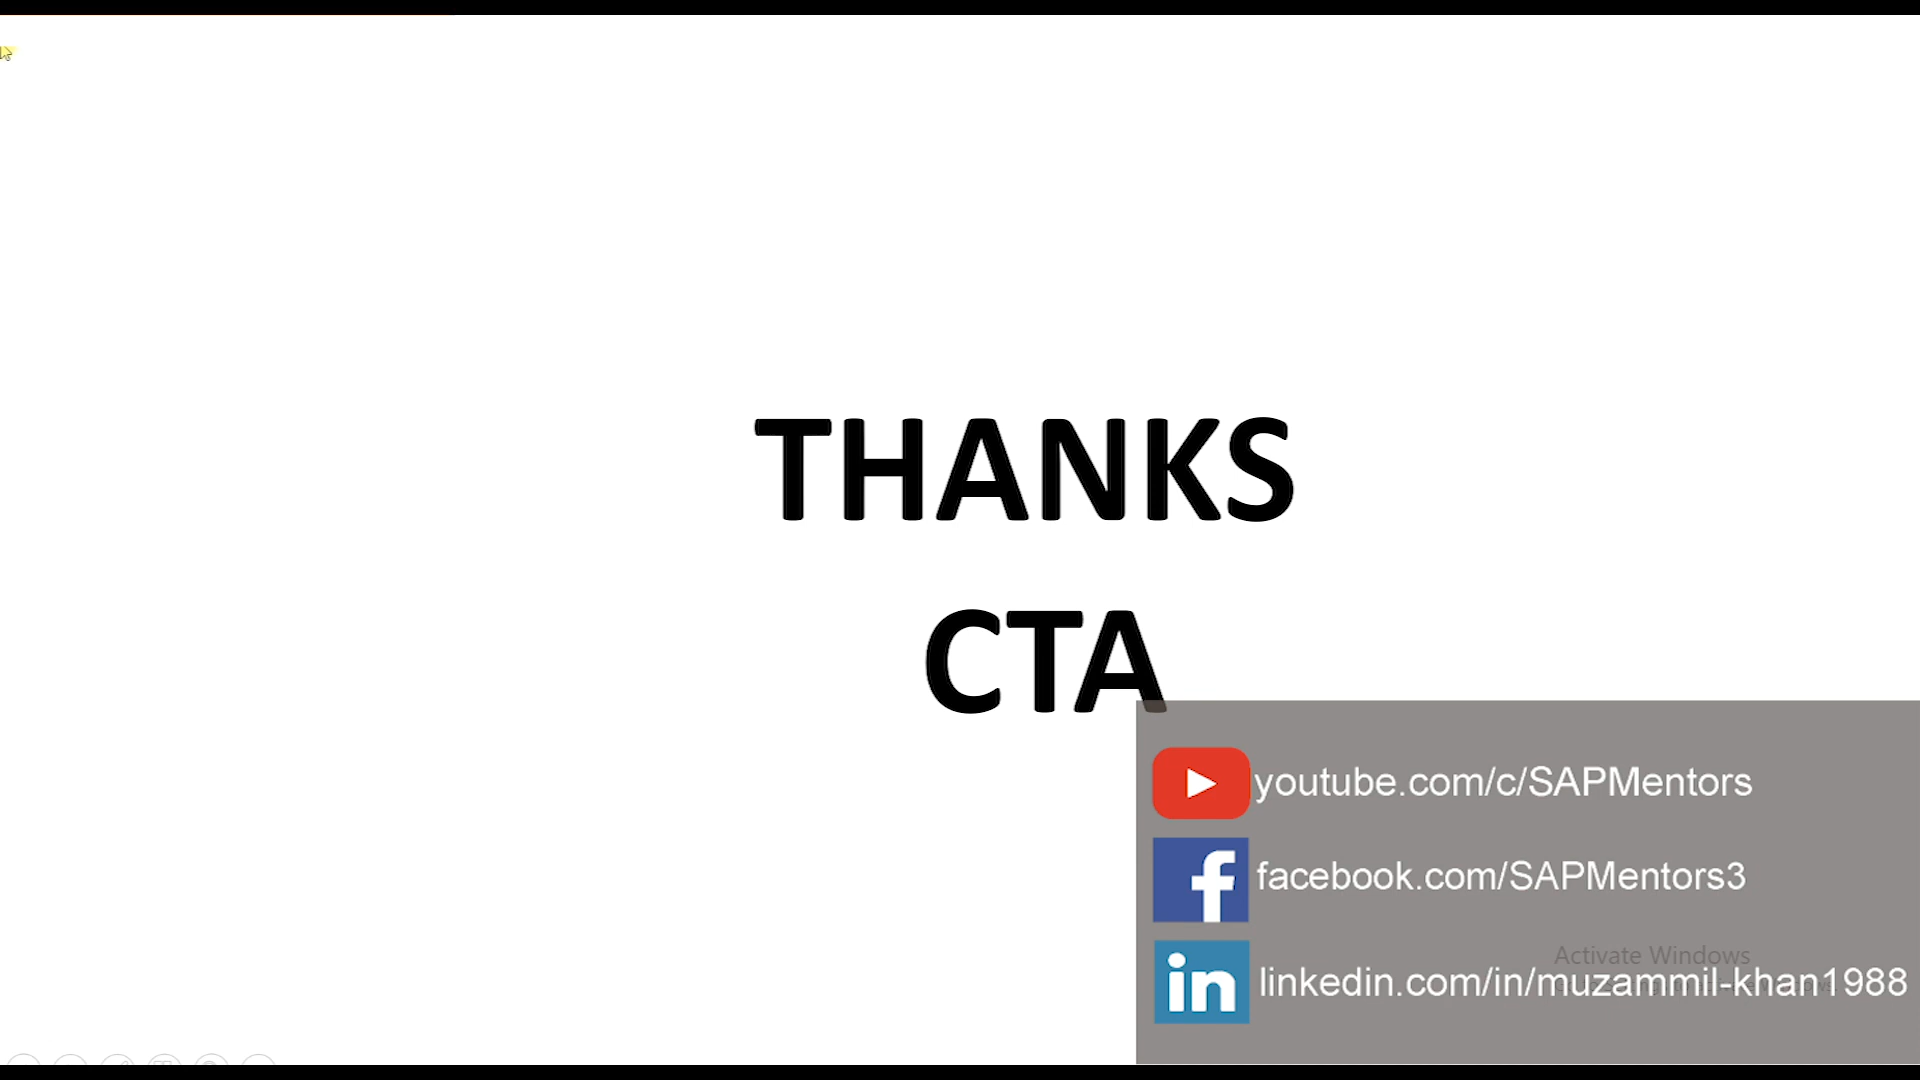 THANKS
CTA
youtube.com/c/SAPMentors
facebook.com/SAPMentors3
Activate Windows
linkedin.com/in/muzammil-khan1988